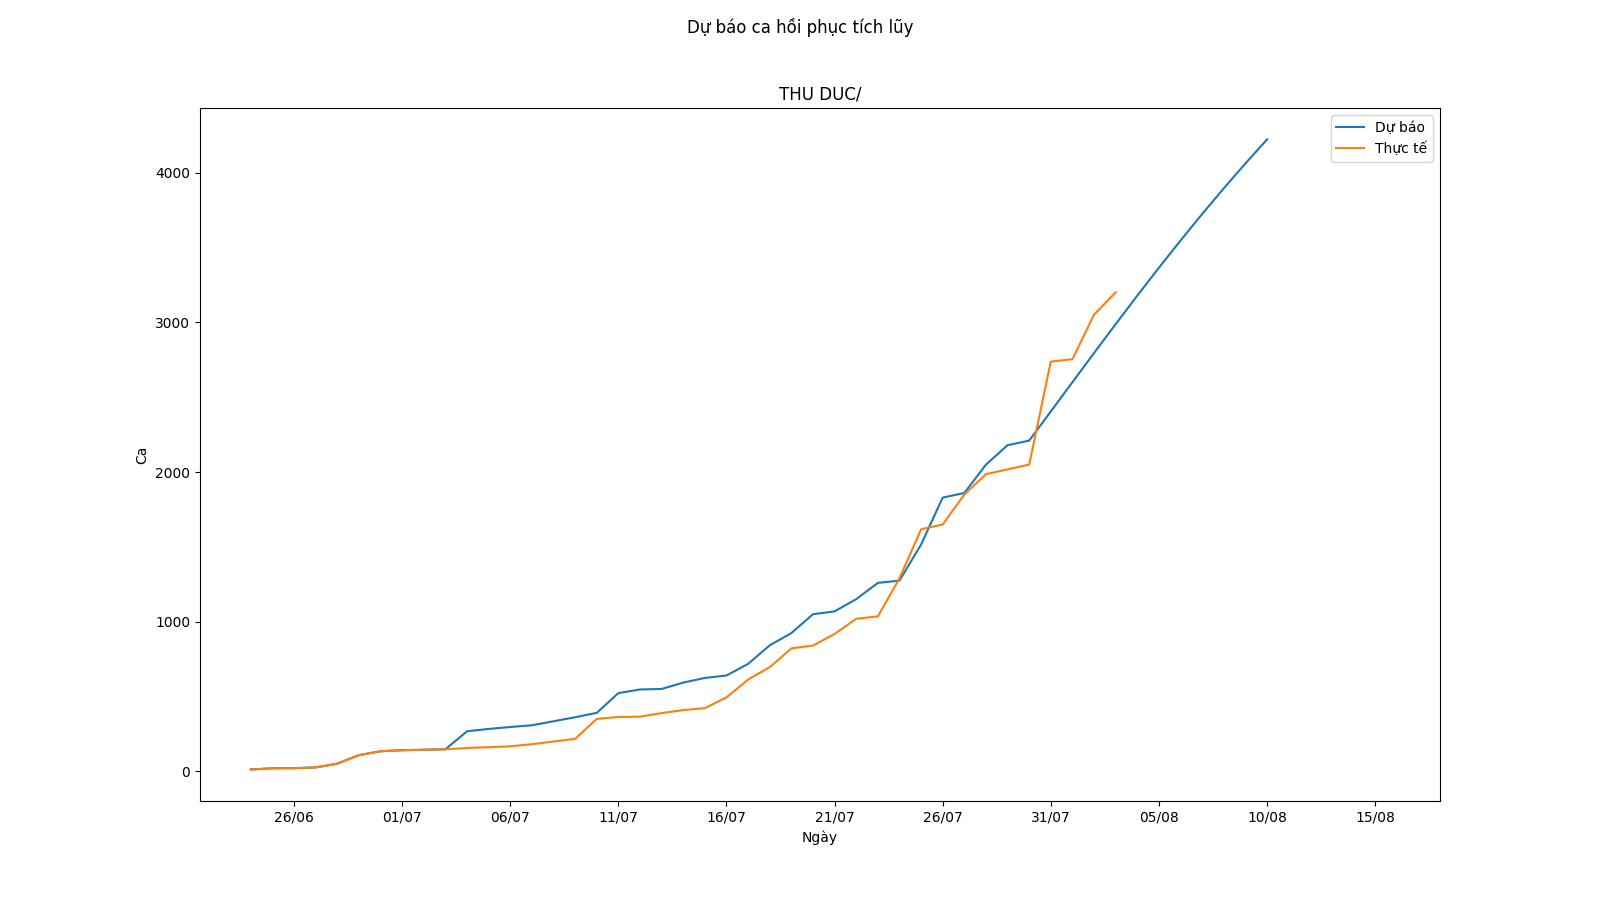 Dự báo ca hồi phục tích lũy
THU DUC/
Dự báo
Thực tế
4000
3000
2000
1000
0
Ca
26/06 01/07 06/07 11/07 16/07 21/07 26/07 31/07 05/08 10/08 15/08
Ngày